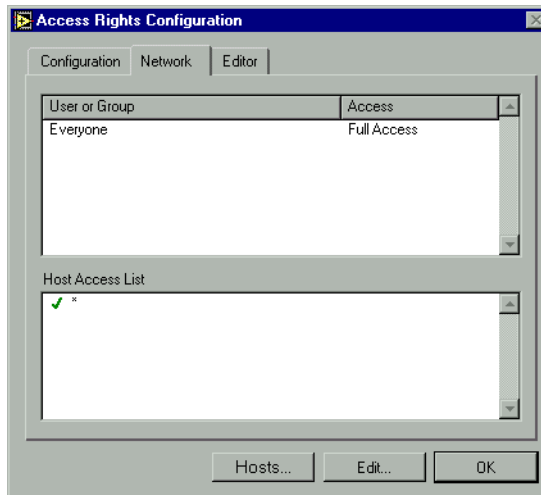 Access Rights Configuration
Configuration Network Editor
User or Group Access
Everyone Full Access
Host Access List
*
Hosts... Edit... OK